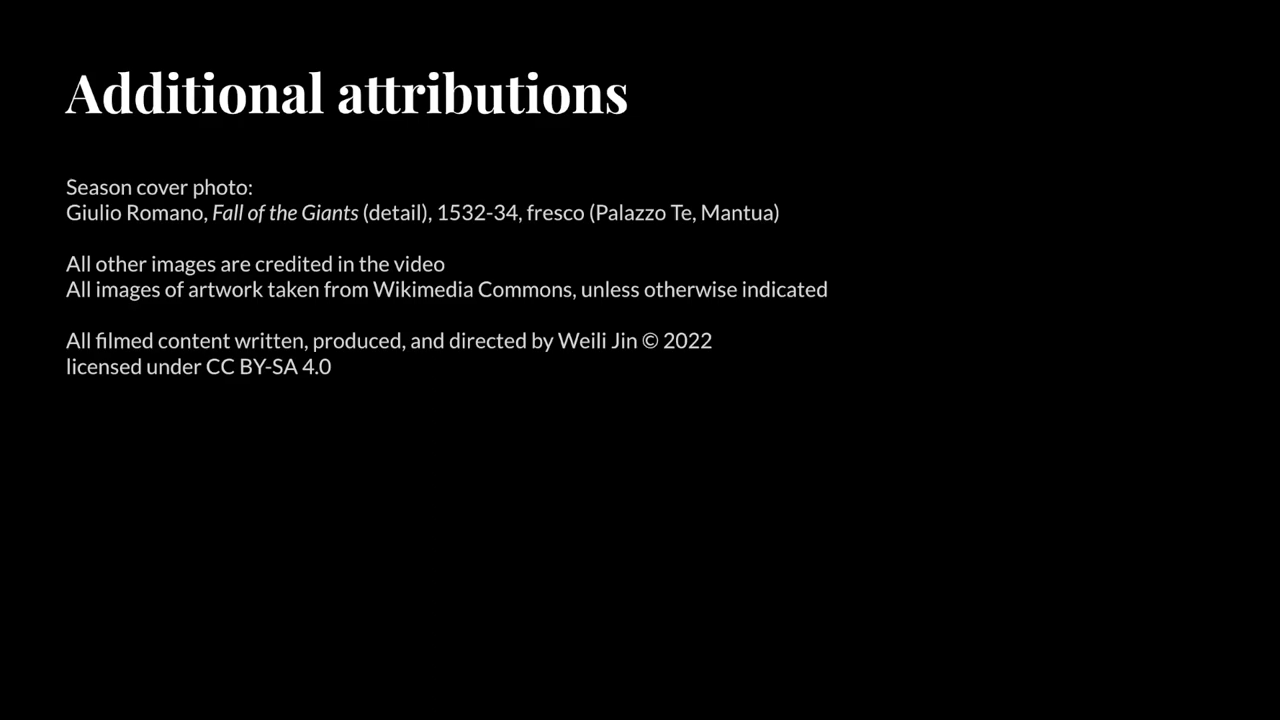 Additional attributions
Season cover photo:
Giulio Romano, Fall of the Giants (detail), 1532-34, fresco (Palazzo Te, Mantua)
All other images are credited in the video
All images of artwork taken from Wikimedia Commons, unless otherwise indicated
All filmed content written, produced, and directed by Weili Jin © 2022
licensed under CC BY-SA 4.0